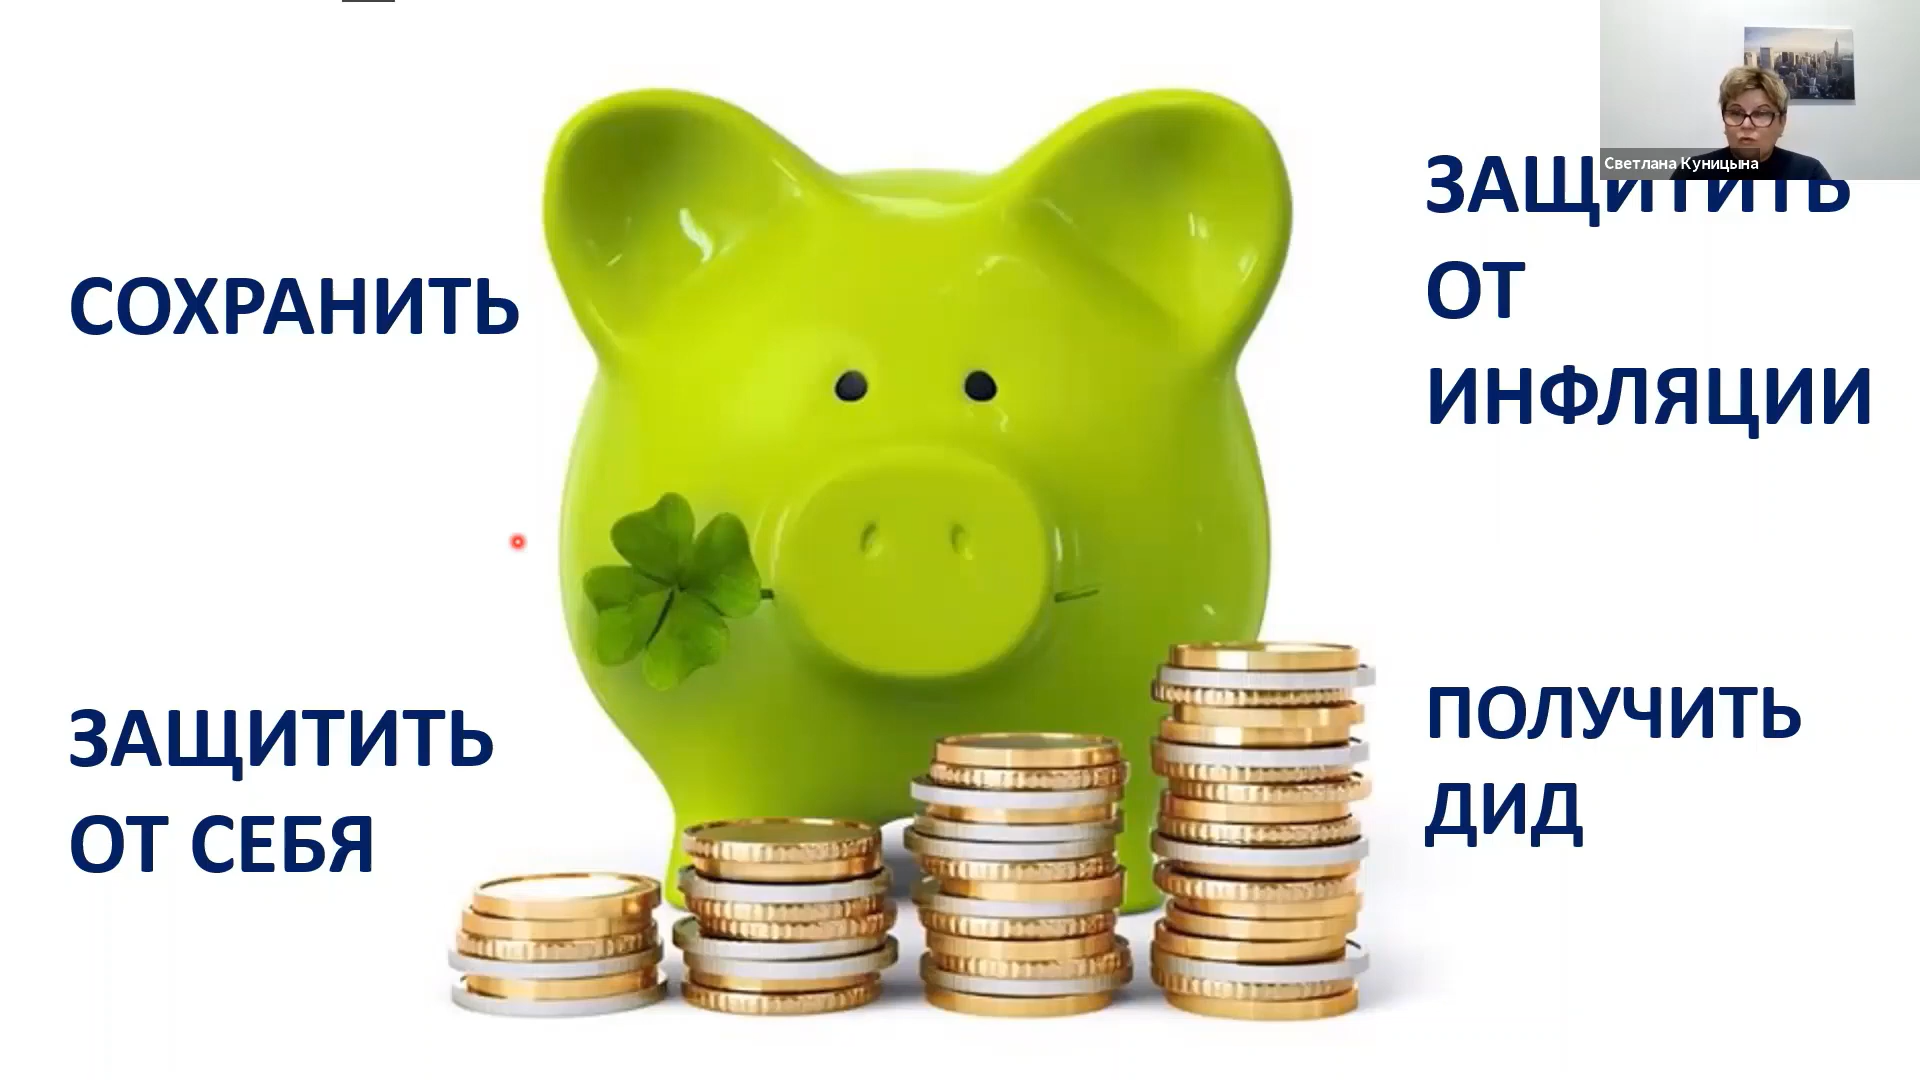 Светлана Куницына
СОХРАНИТЬ
ЗАЩИТИТЬ
ОТ
ИНФЛЯЦИИ
ЗАЩИТИТЬ
ОТ СЕБЯ
ПОЛУЧИТЬ
ДИД